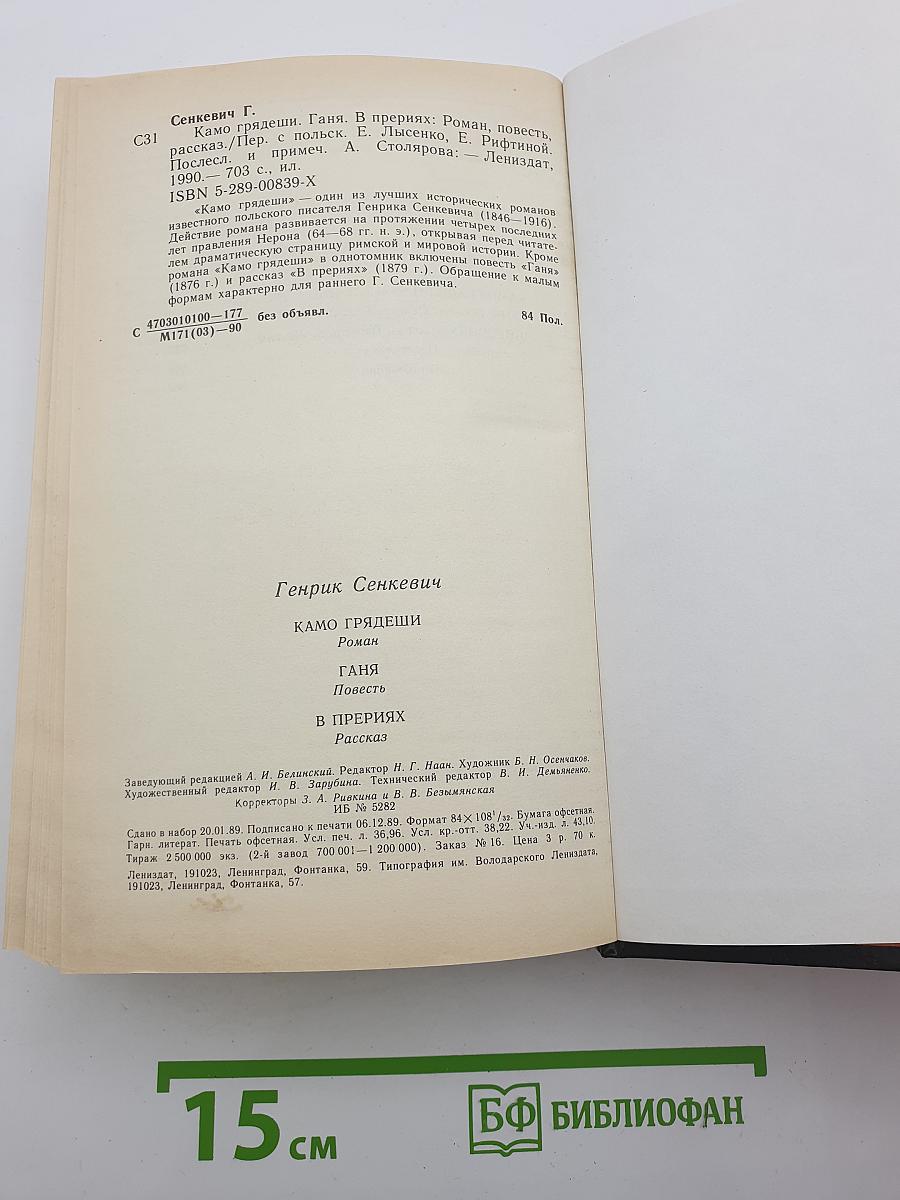 Сенкевич Г.
С31 Камо грядеши. Ганя. В прериях: Роман, повесть,
рассказ./Пер. с польск. Е. Лысенко, Е. Рифтиной.
Послесл. и примеч. А. Столярова: — Лениздат,
1990.— 703 с., ил.
ISBN 5-289-00839-X
«Камо грядеши» — один из лучших исторических романов
известного польского писателя Генрика Сенкевича (1846—1916).
Действие романа развивается на протяжении четырех последних
лет правления Нерона (64—68 гг. н. э.), открывая перед читате-
лем драматическую страницу римской и мировой истории. Кроме
романа «Камо грядеши» в однотомник включены повесть «Ганя»
(1876 г.) и рассказ «В прериях» (1879 г.). Обращение к малым
формам характерно для раннего Г. Сенкевича.
С 4703010100—177 без объявл. 84 Пол.
М171(03)—90
Генрик Сенкевич
КАМО ГРЯДЕШИ
Роман
ГАНЯ
Повесть
В ПРЕРИЯХ
Рассказ
Заведующий редакцией А. И. Белинский. Редактор Н. Г. Наан. Художник Б. Н. Осенчаков.
Художественный редактор И. В. Зарубина. Технический редактор В. И. Демьяненко.
Корректоры З. А. Ривкина и В. В. Безымянская
ИБ № 5282
Сдано в набор 20.01.89. Подписано к печати 06.12.89. Формат 84×108¹/₃₂. Бумага офсетная.
Гарн. литерат. Печать офсетная. Усл. печ. л. 36,96. Усл. кр.-отт. 38,22. Уч.-изд. л. 43,10.
Тираж 2 500 000 экз. (2-й завод 700 001—1 200 000). Заказ № 16. Цена 3 р. 70 к.
Лениздат, 191023, Ленинград, Фонтанка, 59. Типография им. Володарского Лениздата,
191023, Ленинград, Фонтанка, 57.
15 см
БФ БИБЛИОФАН